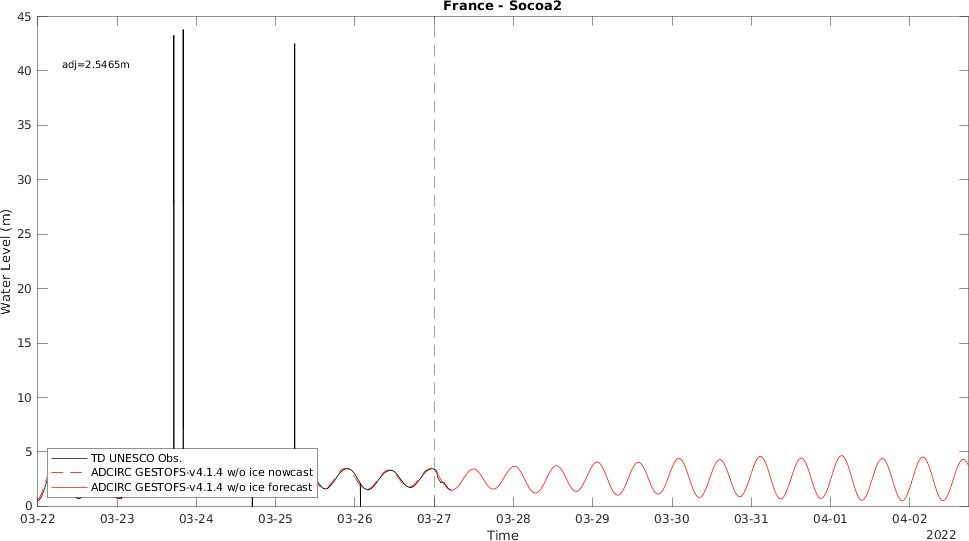 France - Socoa2
45
adj=2.5465m
40
35
30
25
20
15
10
5
0
Water Level (m)
TD UNESCO Obs.
ADCIRC GESTOFS-v4.1.4 w/o ice nowcast
ADCIRC GESTOFS-v4.1.4 w/o ice forecast
03-22 03-23 03-24 03-25 03-26 03-27 03-28 03-29 03-30 03-31 04-01 04-02
Time
2022